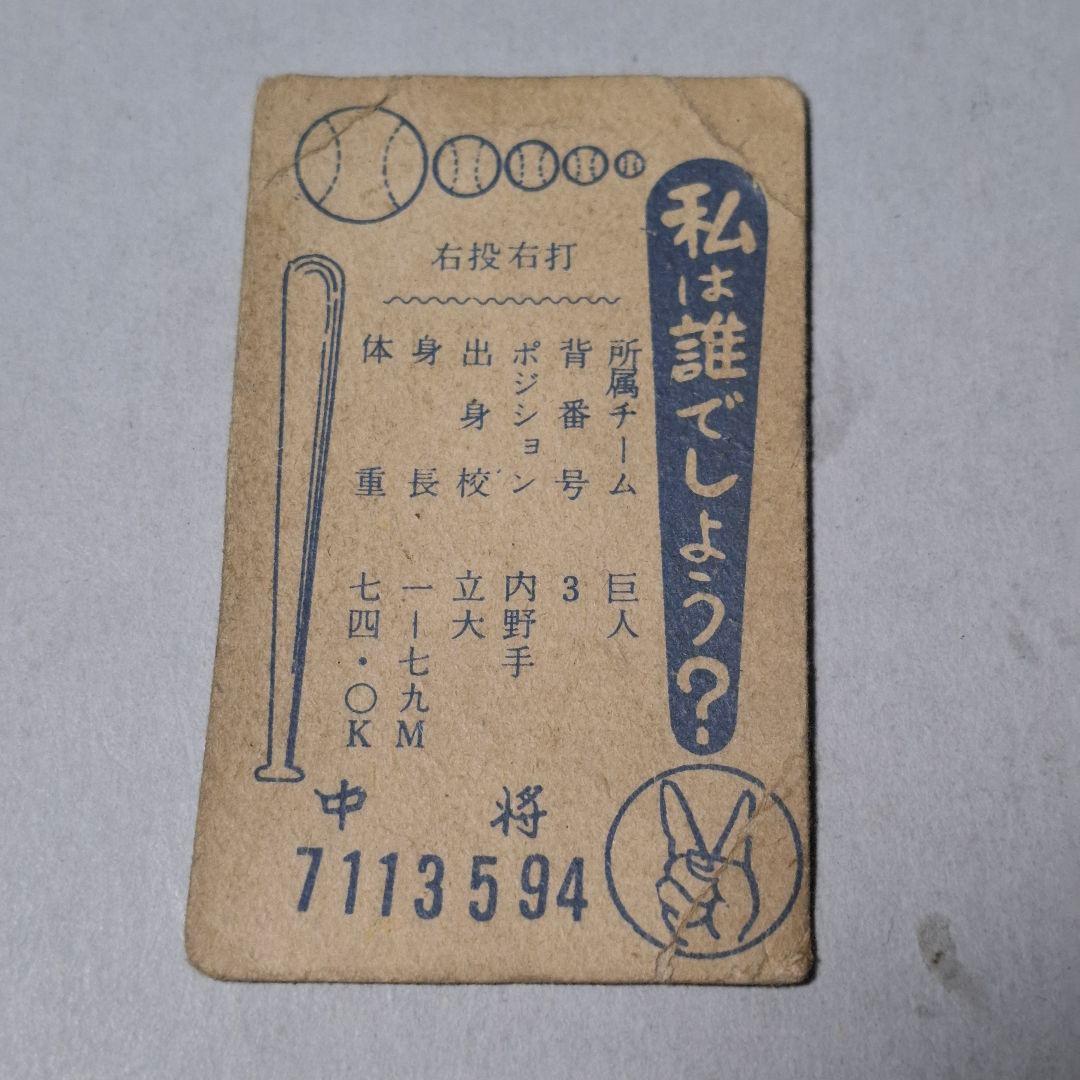 私は誰でしょう?
右投右打
所属チーム 巨人
背番号 3
ポジション 内野手
出身校 立大
身長 一ー七九M
体重 七四・〇K
中将
7113594